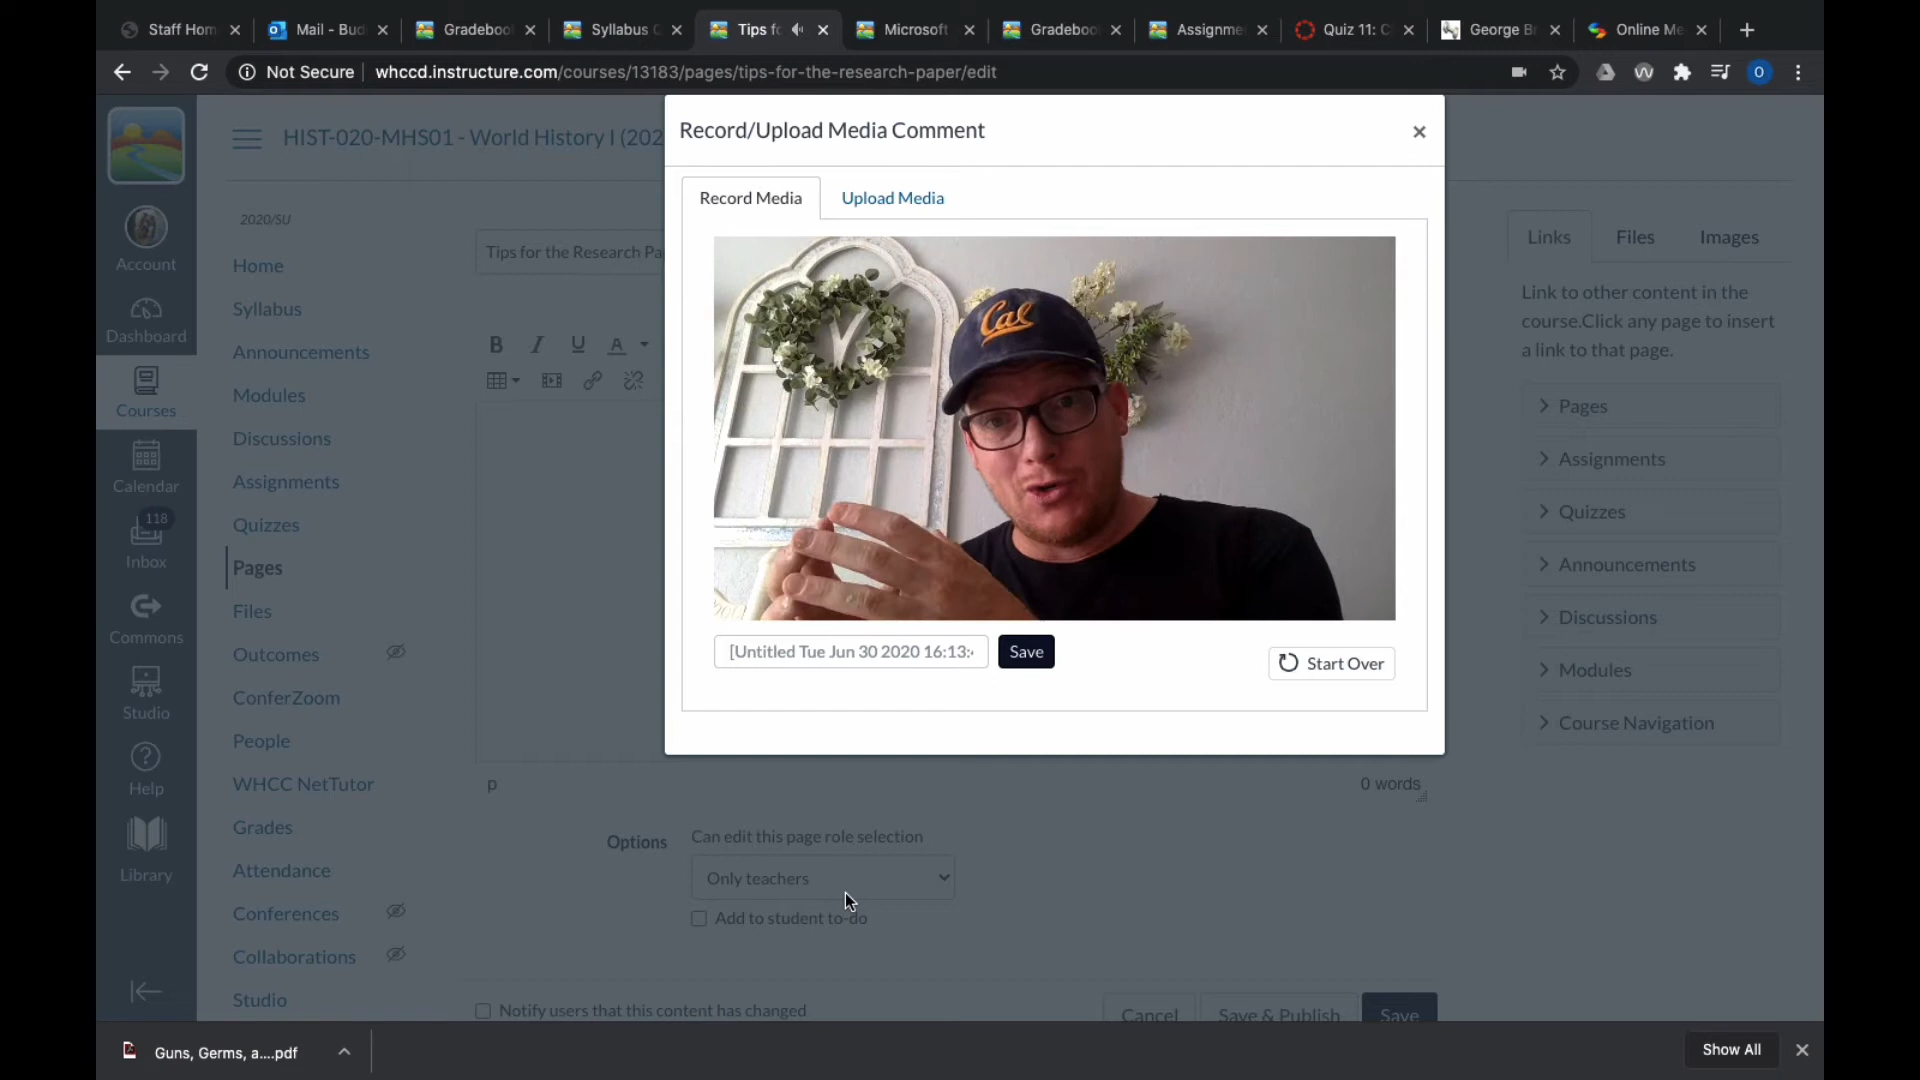 Staff Hom
Mail - Bud
Gradeboo
Syllabus
Tips fo
Microsoft
Gradeboo
Assignme
Quiz 11: C
George B
Online Me
Not Secure
whccd.instructure.com/courses/13183/pages/tips-for-the-research-paper/edit
O
Record/Upload Media Comment
HIST-020-MHS01 - World History I (202
Record Media
Upload Media
2020/SU
Account
Dashboard
Courses
Calendar
118
Inbox
Commons
Studio
Help
Library
Home
Syllabus
Announcements
Modules
Discussions
Assignments
Quizzes
Pages
Files
Outcomes
ConferZoom
People
WHCC NetTutor
Grades
Attendance
Conferences
Collaborations
Studio
Tips for the Research Pa
B I U A
Cal
[Untitled Tue Jun 30 2020 16:13:
Save
Start Over
p
0 words
Options
Can edit this page role selection
Only teachers
Add to student to-do
Notify users that this content has changed
Cancel
Save & Publish
Save
Links
Files
Images
Link to other content in the
course.Click any page to insert
a link to that page.
Pages
Assignments
Quizzes
Announcements
Discussions
Modules
Course Navigation
Guns, Germs, a....pdf
Show All